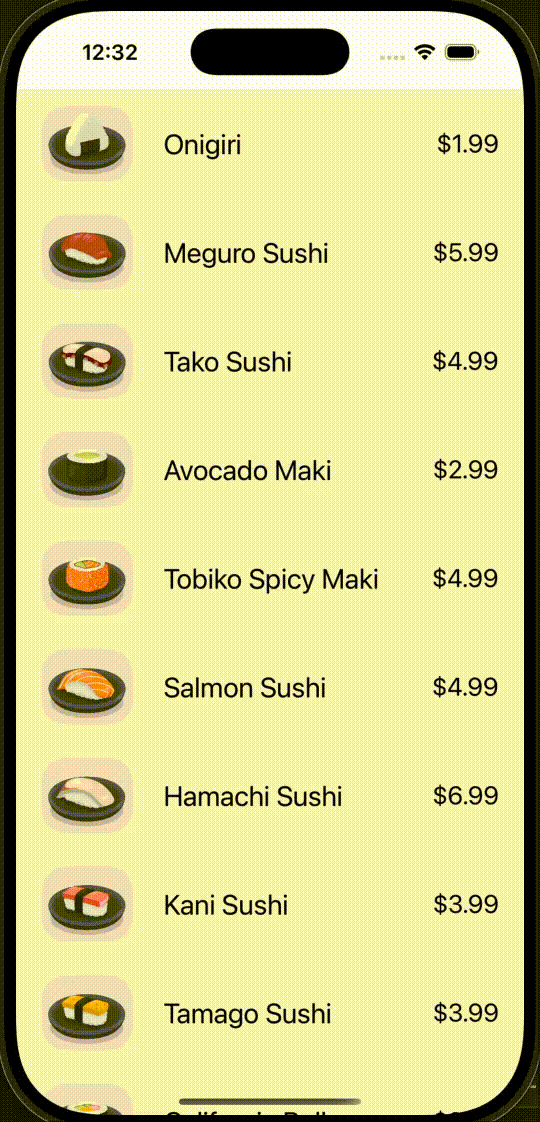 12:32
Onigiri $1.99
Meguro Sushi $5.99
Tako Sushi $4.99
Avocado Maki $2.99
Tobiko Spicy Maki $4.99
Salmon Sushi $4.99
Hamachi Sushi $6.99
Kani Sushi $3.99
Tamago Sushi $3.99